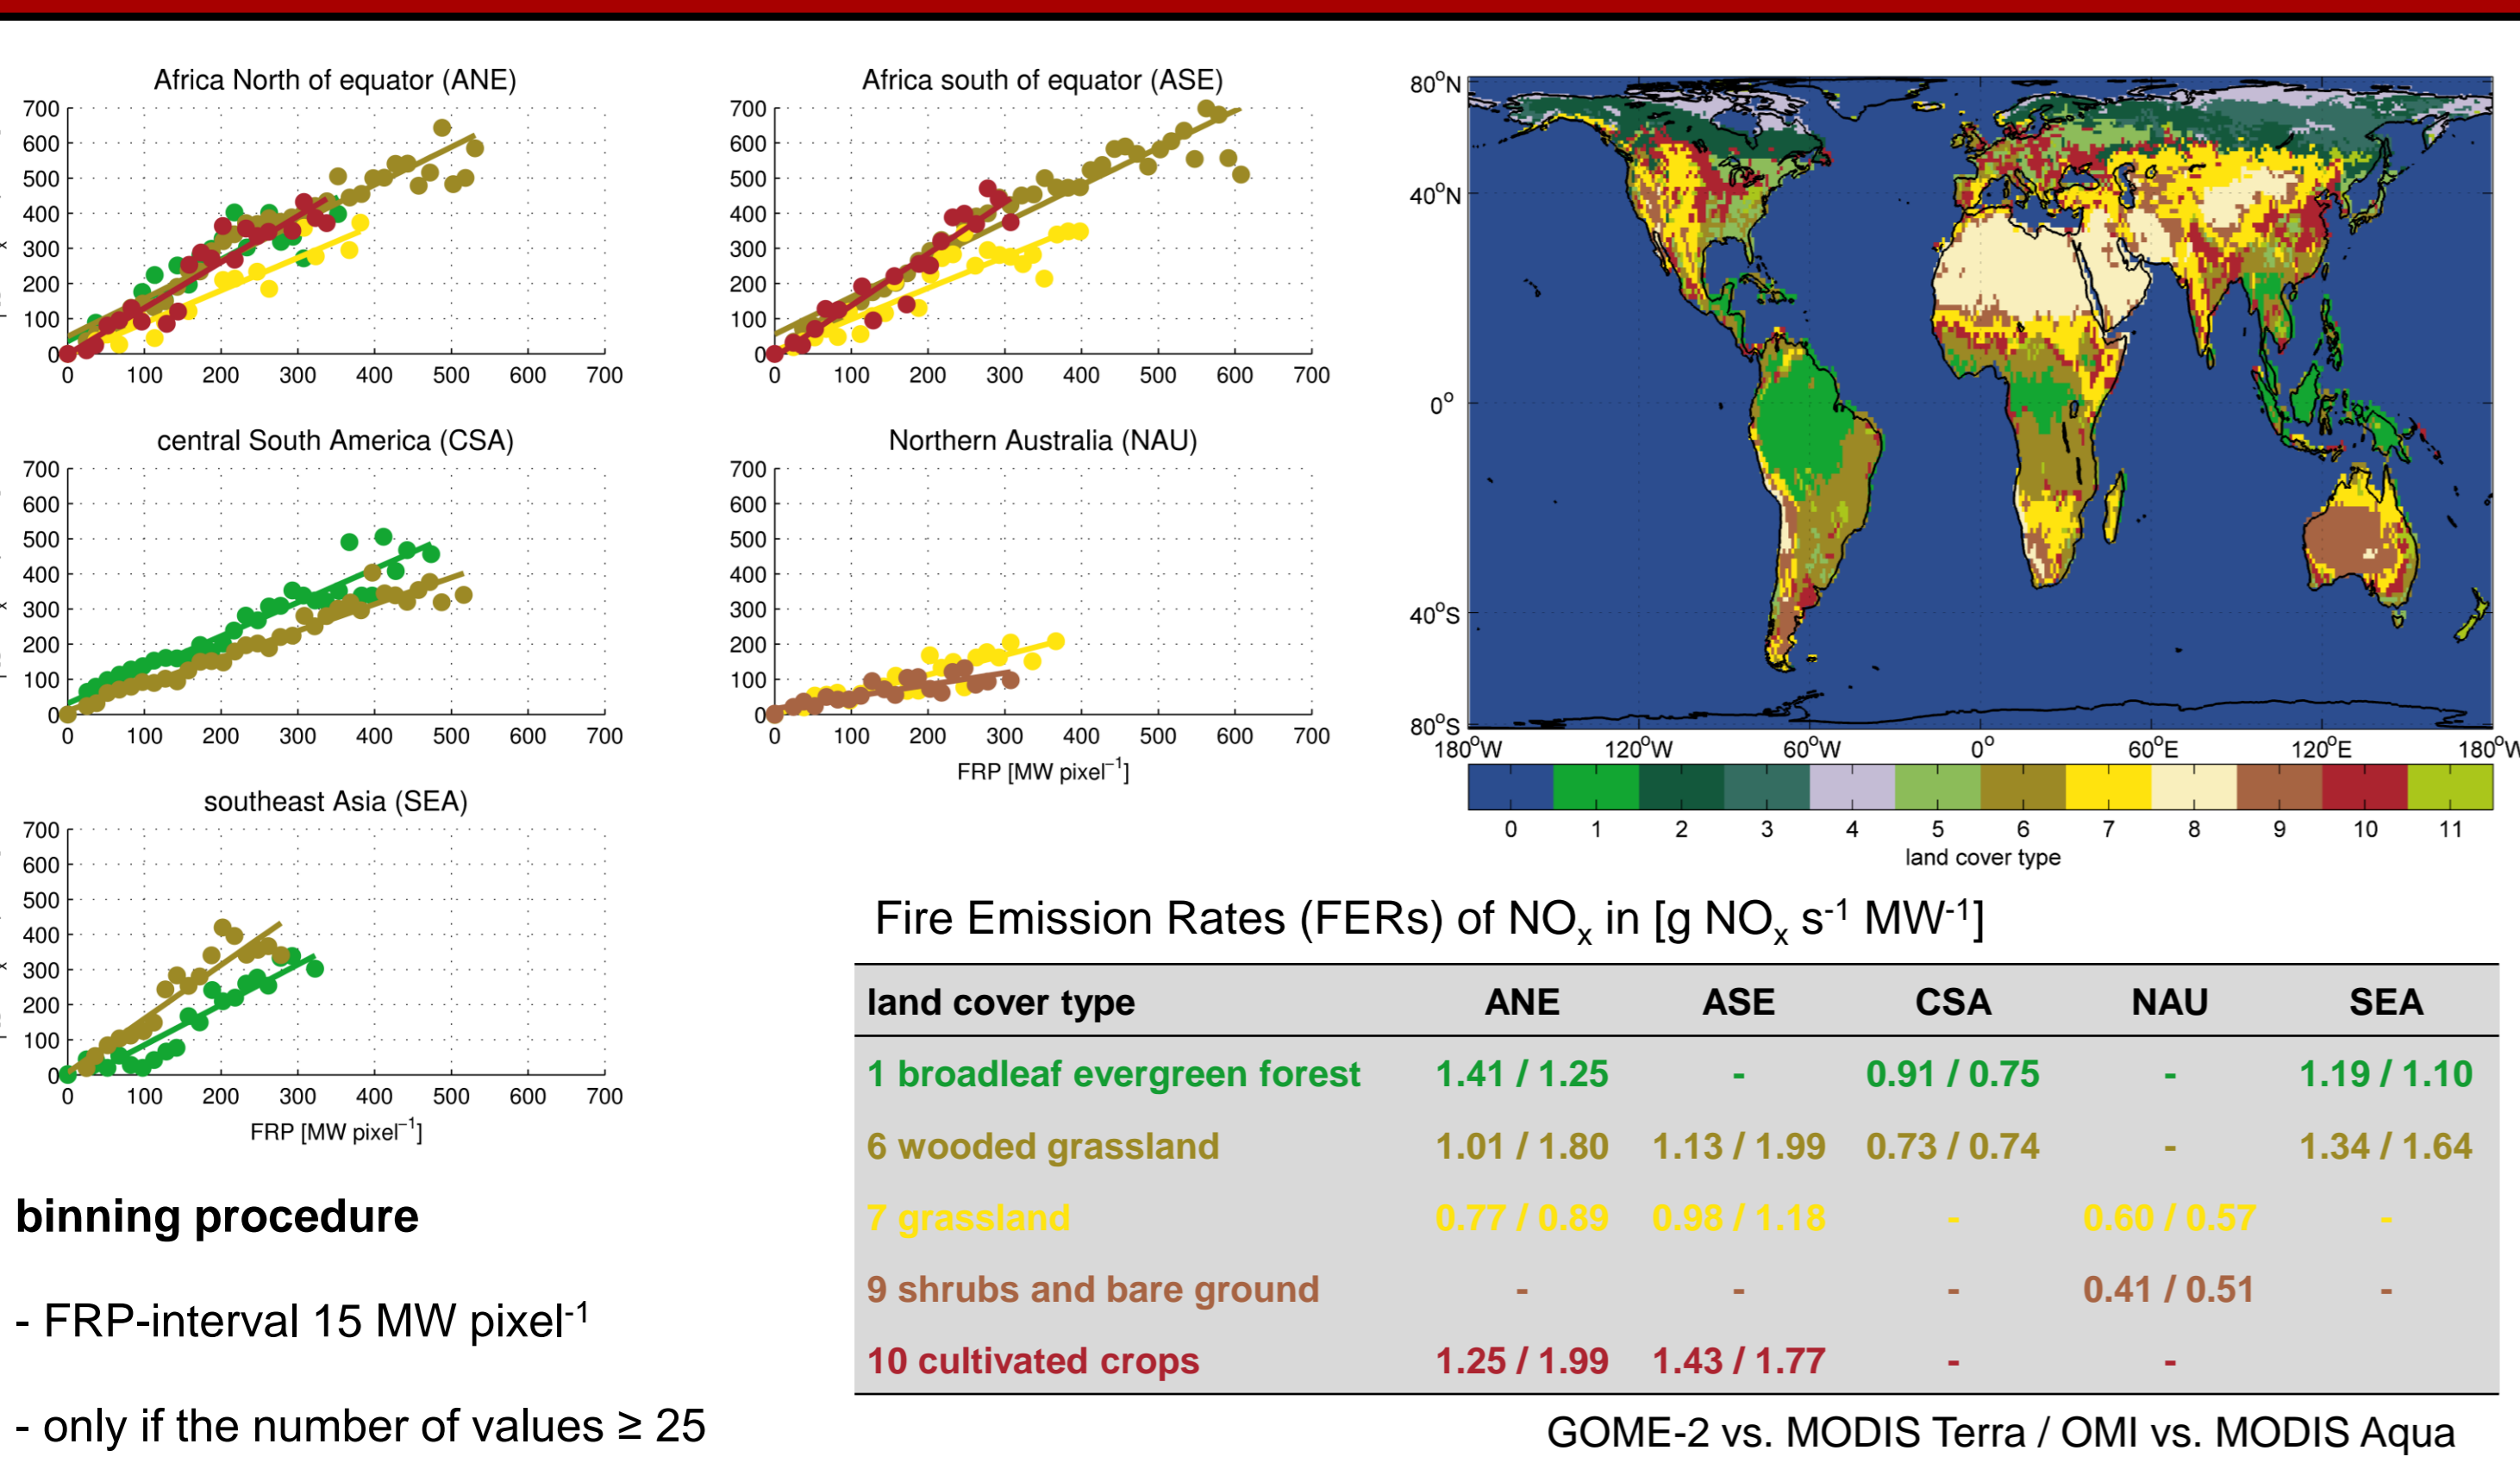 Africa North of equator (ANE)
700
600
500
400
300
200
100
0
0 100 200 300 400 500 600 700
Africa south of equator (ASE)
700
600
500
400
300
200
100
0
0 100 200 300 400 500 600 700
central South America (CSA)
700
600
500
400
300
200
100
0
0 100 200 300 400 500 600 700
Northern Australia (NAU)
700
600
500
400
300
200
100
0
0 100 200 300 400 500 600 700
FRP [MW pixel⁻¹]
southeast Asia (SEA)
700
600
500
400
300
200
100
0
0 100 200 300 400 500 600 700
FRP [MW pixel⁻¹]
80°N
40°N
0°
40°S
80°S
180°W 120°W 60°W 0° 60°E 120°E 180°W
0 1 2 3 4 5 6 7 8 9 10 11
land cover type
Fire Emission Rates (FERs) of NOₓ in [g NOₓ s⁻¹ MW⁻¹]
land cover type ANE ASE CSA NAU SEA
1 broadleaf evergreen forest 1.41 / 1.25 - 0.91 / 0.75 - 1.19 / 1.10
6 wooded grassland 1.01 / 1.80 1.13 / 1.99 0.73 / 0.74 - 1.34 / 1.64
7 grassland 0.77 / 0.89 0.98 / 1.18 - 0.60 / 0.57 -
9 shrubs and bare ground - - - 0.41 / 0.51 -
10 cultivated crops 1.25 / 1.99 1.43 / 1.77 - -
GOME-2 vs. MODIS Terra / OMI vs. MODIS Aqua
binning procedure
- FRP-interval 15 MW pixel⁻¹
- only if the number of values ≥ 25